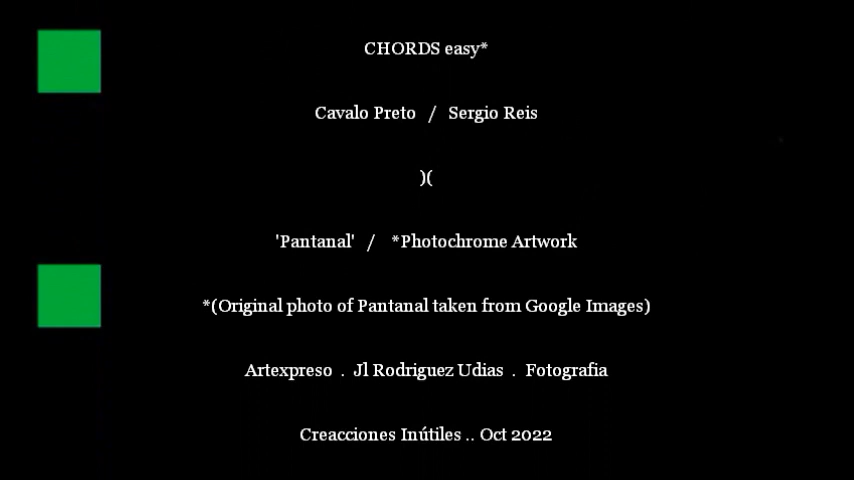 CHORDS easy*
Cavalo Preto / Sergio Reis
)(
'Pantanal' / *Photochrome Artwork
*(Original photo of Pantanal taken from Google Images)
Artexpreso . Jl Rodriguez Udias . Fotografia
Creacciones Inútiles .. Oct 2022